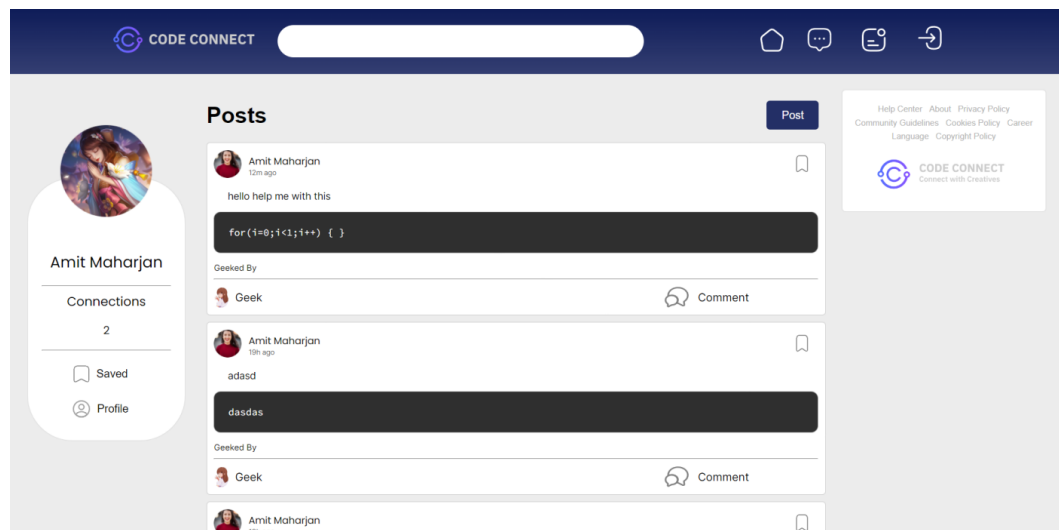 CODE CONNECT
Posts
Post
Amit Maharjan
Connections
2
Saved
Profile
Amit Maharjan
12m ago
hello help me with this
for(i=0;i<1;i++) { }
Geeked By
Geek
Comment
Amit Maharjan
19h ago
adasd
dasdas
Geeked By
Geek
Comment
Amit Maharjan
Help Center About Privacy Policy
Community Guidelines Cookies Policy Career
Language Copyright Policy
CODE CONNECT
Connect with Creatives